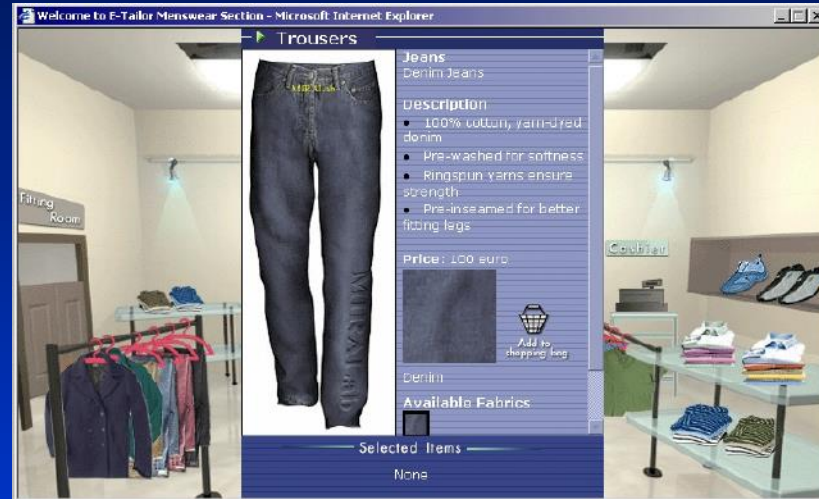 Welcome to E-Tailor Menswear Section - Microsoft Internet Explorer
Trousers
Jeans
Denim Jeans
Description
• 100% cotton, yarn-dyed
denim
• Pre-washed for softness
• Ringspun yarns ensure
strength
• Pre-inseamed for better
fitting legs
Price: 100 euro
Add to
shopping bag
Denim
Available Fabrics
Selected Items
None
Fitting
Room
Cashier